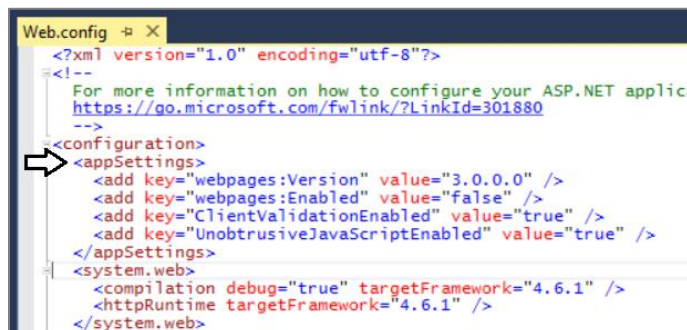 Web.config
<?xml version="1.0" encoding="utf-8"?>
<!--
For more information on how to configure your ASP.NET applic
https://go.microsoft.com/fwlink/?LinkId=301880
-->
<configuration>
<appSettings>
<add key="webpages:Version" value="3.0.0.0" />
<add key="webpages:Enabled" value="false" />
<add key="ClientValidationEnabled" value="true" />
<add key="UnobtrusiveJavaScriptEnabled" value="true" />
</appSettings>
<system.web>
<compilation debug="true" targetFramework="4.6.1" />
<httpRuntime targetFramework="4.6.1" />
</system.web>